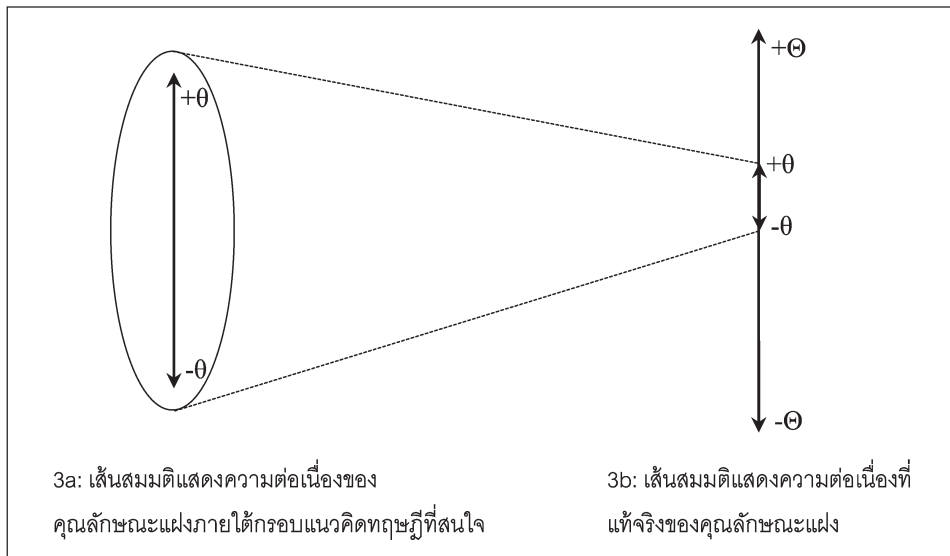 +Θ
+θ
+θ
-θ
-θ
-Θ
3a: เส้นสมมติแสดงความต่อเนื่องของ
คุณลักษณะแฝงภายใต้กรอบแนวคิดทฤษฎีที่สนใจ
3b: เส้นสมมติแสดงความต่อเนื่องที่
แท้จริงของคุณลักษณะแฝง